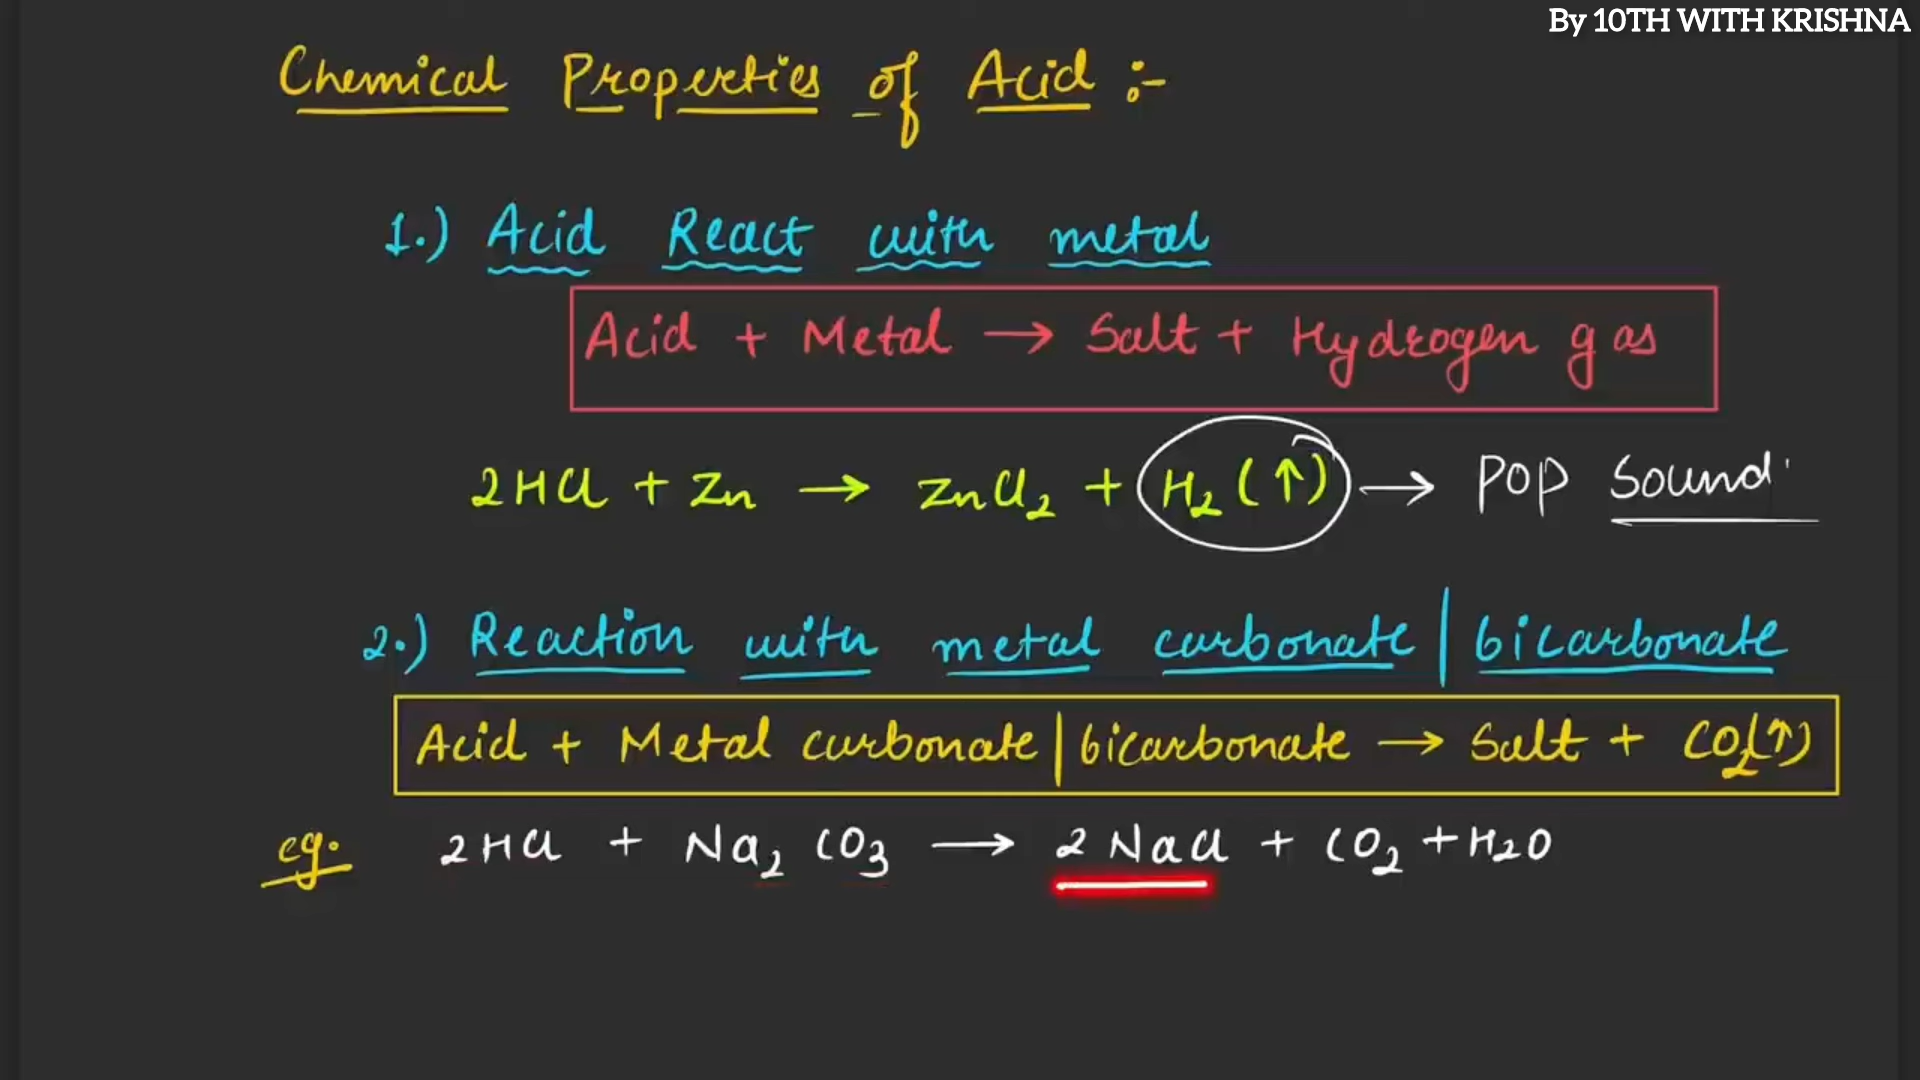 By 10TH WITH KRISHNA
Chemical Properties of Acid :-
1.) Acid React with metal
Acid + Metal → Salt + Hydrogen gas
2HCl + Zn → ZnCl₂ + H₂(↑) → POP Sound
2.) Reaction with metal carbonate | bicarbonate
Acid + Metal carbonate | bicarbonate → Salt + CO₂(↑)
eg. 2HCl + Na₂CO₃ → 2NaCl + CO₂ + H₂O